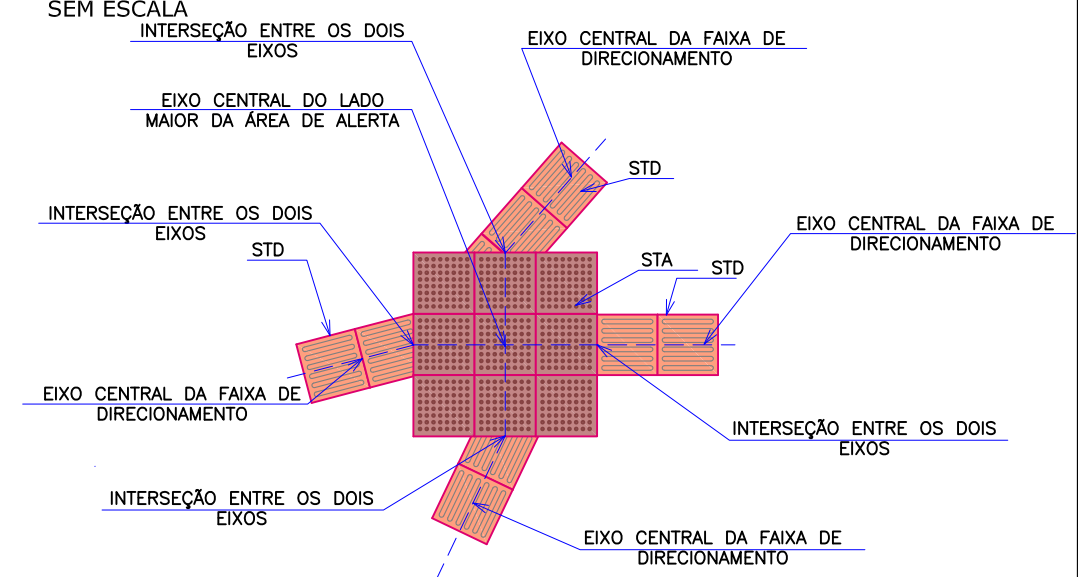 SEM ESCALA
INTERSEÇÃO ENTRE OS DOIS
EIXOS
EIXO CENTRAL DA FAIXA DE
DIRECIONAMENTO
EIXO CENTRAL DO LADO
MAIOR DA ÁREA DE ALERTA
STD
INTERSEÇÃO ENTRE OS DOIS
EIXOS
STD
EIXO CENTRAL DA FAIXA DE
DIRECIONAMENTO
STA
STD
EIXO CENTRAL DA FAIXA DE
DIRECIONAMENTO
INTERSEÇÃO ENTRE OS DOIS
EIXOS
INTERSEÇÃO ENTRE OS DOIS
EIXOS
EIXO CENTRAL DA FAIXA DE
DIRECIONAMENTO